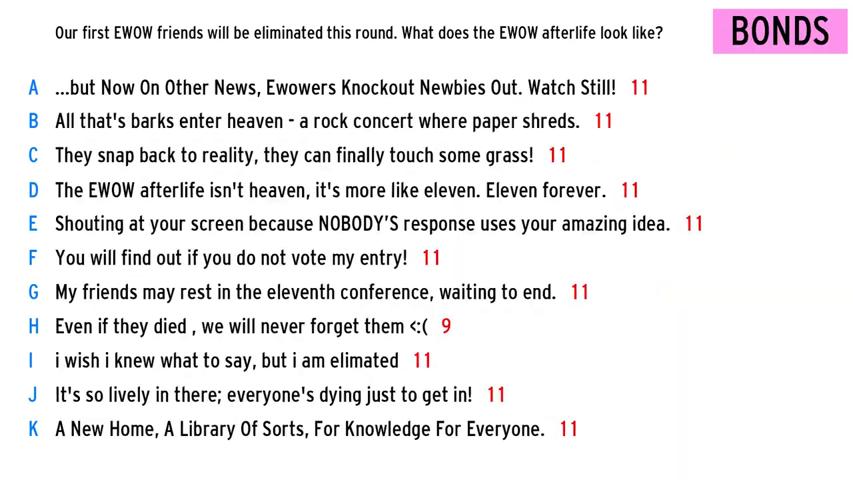 Our first EWOW friends will be eliminated this round. What does the EWOW afterlife look like?
BONDS
A ...but Now On Other News, Ewowers Knockout Newbies Out. Watch Still! 11
B All that's barks enter heaven - a rock concert where paper shreds. 11
C They snap back to reality, they can finally touch some grass! 11
D The EWOW afterlife isn't heaven, it's more like eleven. Eleven forever. 11
E Shouting at your screen because NOBODY'S response uses your amazing idea. 11
F You will find out if you do not vote my entry! 11
G My friends may rest in the eleventh conference, waiting to end. 11
H Even if they died , we will never forget them <:( 9
I i wish i knew what to say, but i am elimated 11
J It's so lively in there; everyone's dying just to get in! 11
K A New Home, A Library Of Sorts, For Knowledge For Everyone. 11